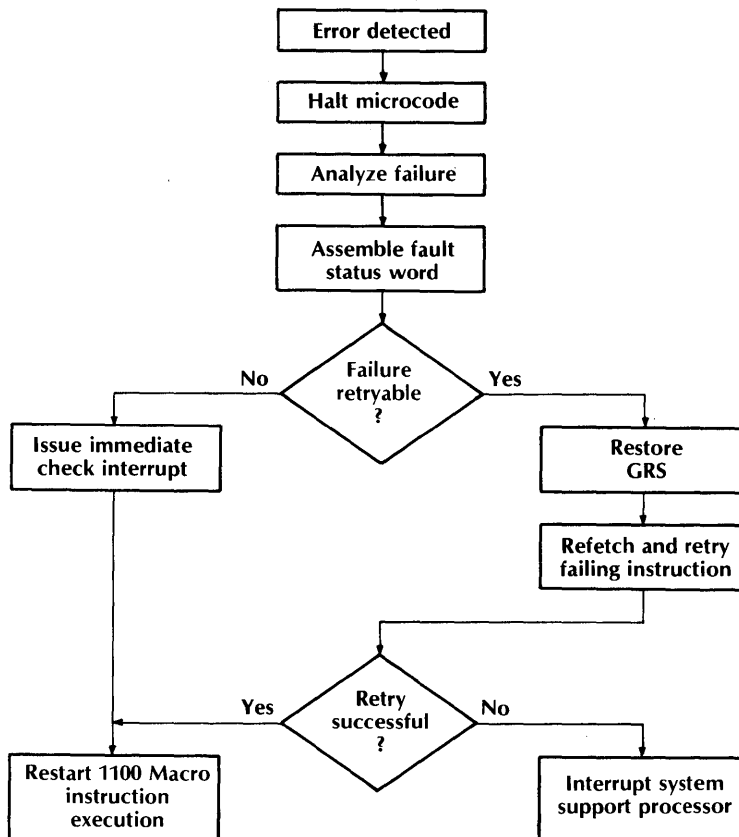 Error detected
Halt microcode
Analyze failure
Assemble fault
status word
Failure
retryable
?
No
Yes
Issue immediate
check interrupt
Restore
GRS
Refetch and retry
failing instruction
Retry
successful
?
Yes
No
Restart 1100 Macro
instruction
execution
Interrupt system
support processor